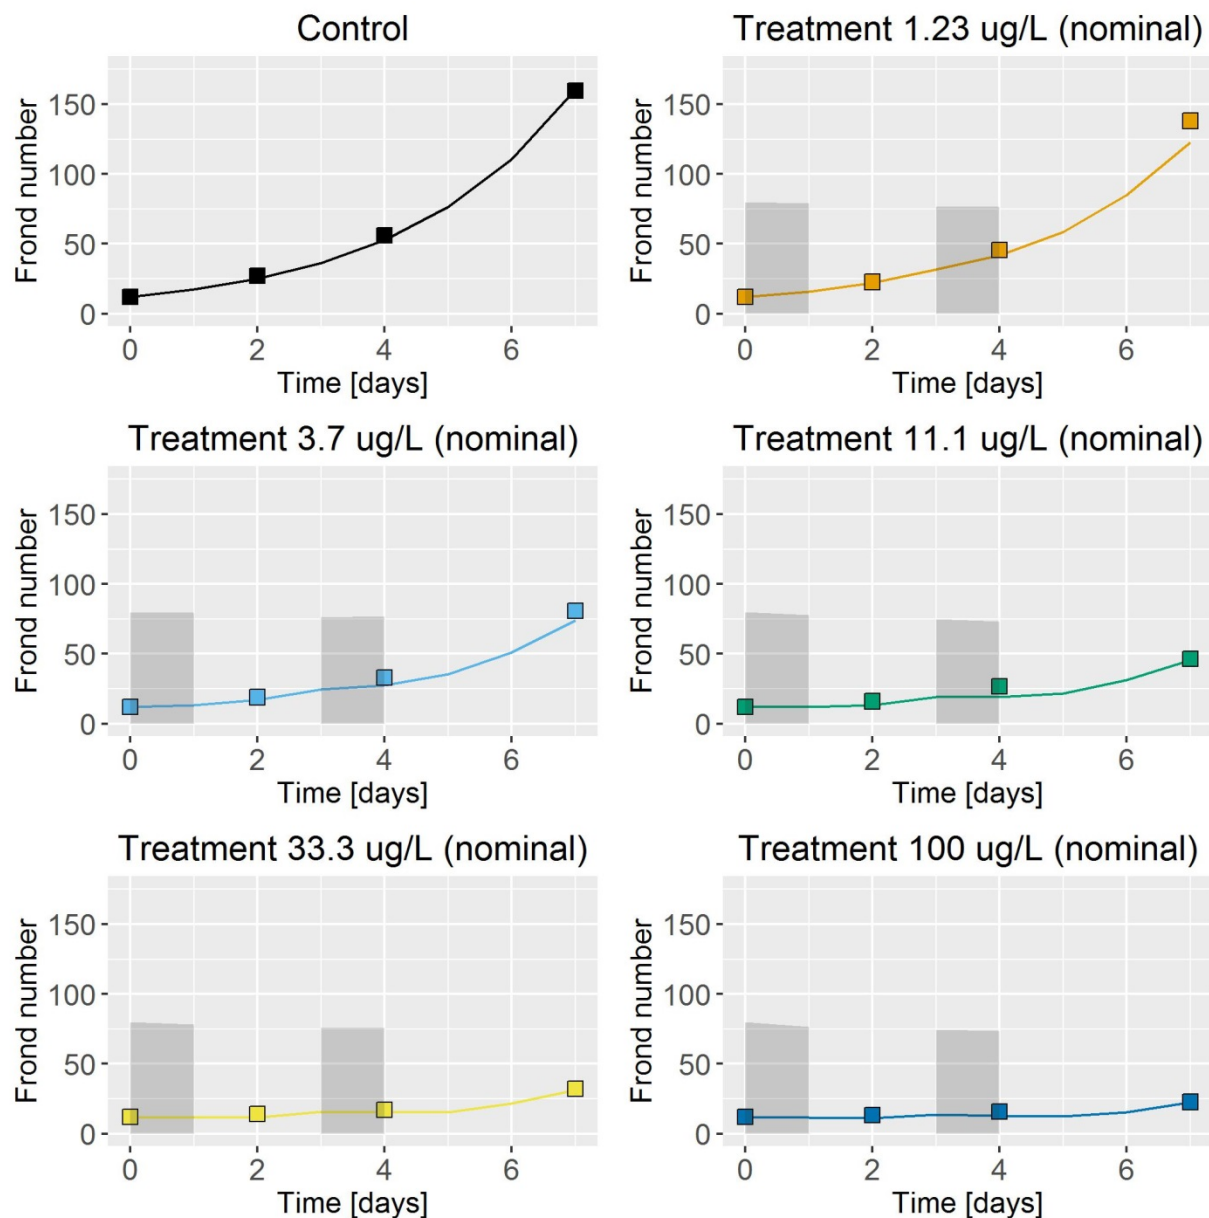 Control
Frond number
150
100
50
0
0 2 4 6
Time [days]
Treatment 1.23 ug/L (nominal)
Frond number
150
100
50
0
0 2 4 6
Time [days]
Treatment 3.7 ug/L (nominal)
Frond number
150
100
50
0
0 2 4 6
Time [days]
Treatment 11.1 ug/L (nominal)
Frond number
150
100
50
0
0 2 4 6
Time [days]
Treatment 33.3 ug/L (nominal)
Frond number
150
100
50
0
0 2 4 6
Time [days]
Treatment 100 ug/L (nominal)
Frond number
150
100
50
0
0 2 4 6
Time [days]